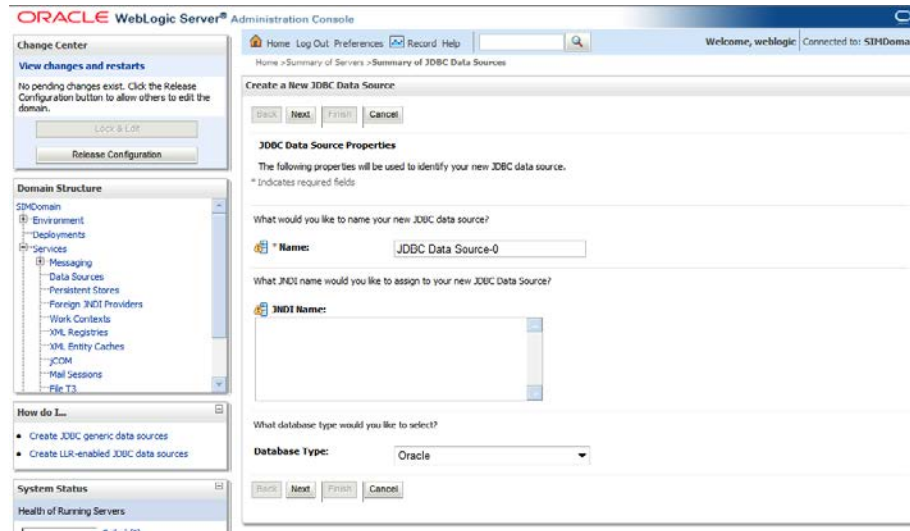 ORACLE WebLogic Server® Administration Console
Change Center
View changes and restarts
No pending changes exist. Click the Release
Configuration button to allow others to edit the
domain.
Lock & Edit
Release Configuration
Domain Structure
SIMDomain
Environment
Deployments
Services
Messaging
Data Sources
Persistent Stores
Foreign JNDI Providers
Work Contexts
XML Registries
XML Entity Caches
jCOM
Mail Sessions
File T3
How do I...
Create JDBC generic data sources
Create LLR-enabled JDBC data sources
System Status
Health of Running Servers
Home Log Out Preferences Record Help
Welcome, weblogic Connected to: SIMDoma
Home >Summary of Servers >Summary of JDBC Data Sources
Create a New JDBC Data Source
Back Next Finish Cancel
JDBC Data Source Properties
The following properties will be used to identify your new JDBC data source.
* Indicates required fields
What would you like to name your new JDBC data source?
* Name: JDBC Data Source-0
What JNDI name would you like to assign to your new JDBC Data Source?
JNDI Name:
What database type would you like to select?
Database Type: Oracle
Back Next Finish Cancel